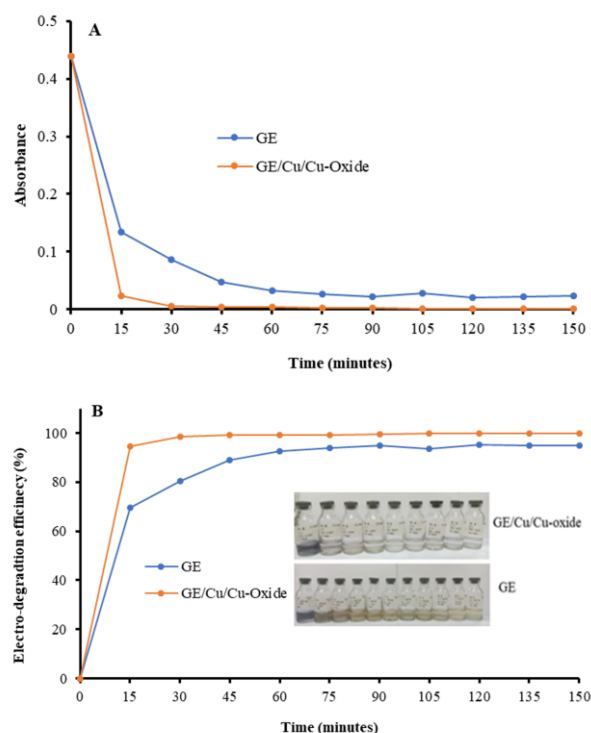 A
0.5
0.4
0.3
0.2
0.1
0
Absorbance
GE
GE/Cu/Cu-Oxide
0 15 30 45 60 75 90 105 120 135 150
Time (minutes)
B
100
80
60
40
20
0
Electro-degradition efficinecy (%)
GE
GE/Cu/Cu-Oxide
GE/Cu/Cu-oxide
GE
0 15 30 45 60 75 90 105 120 135 150
Time (minutes)